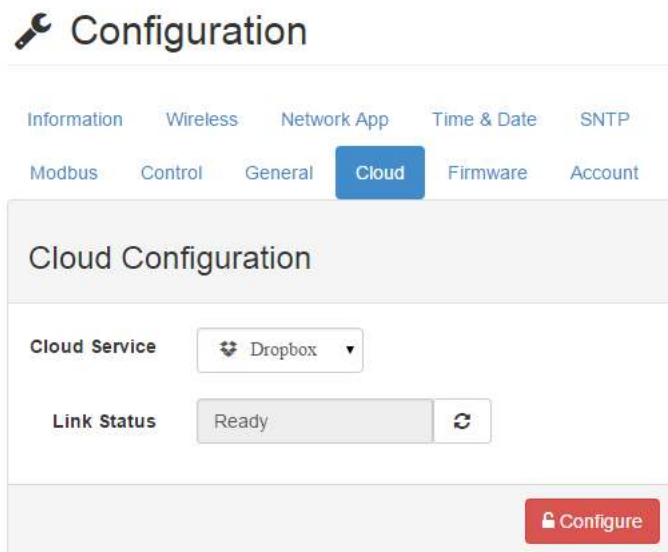 Configuration
Information Wireless Network App Time & Date SNTP
Modbus Control General Cloud Firmware Account
Cloud Configuration
Cloud Service Dropbox
Link Status Ready
Configure